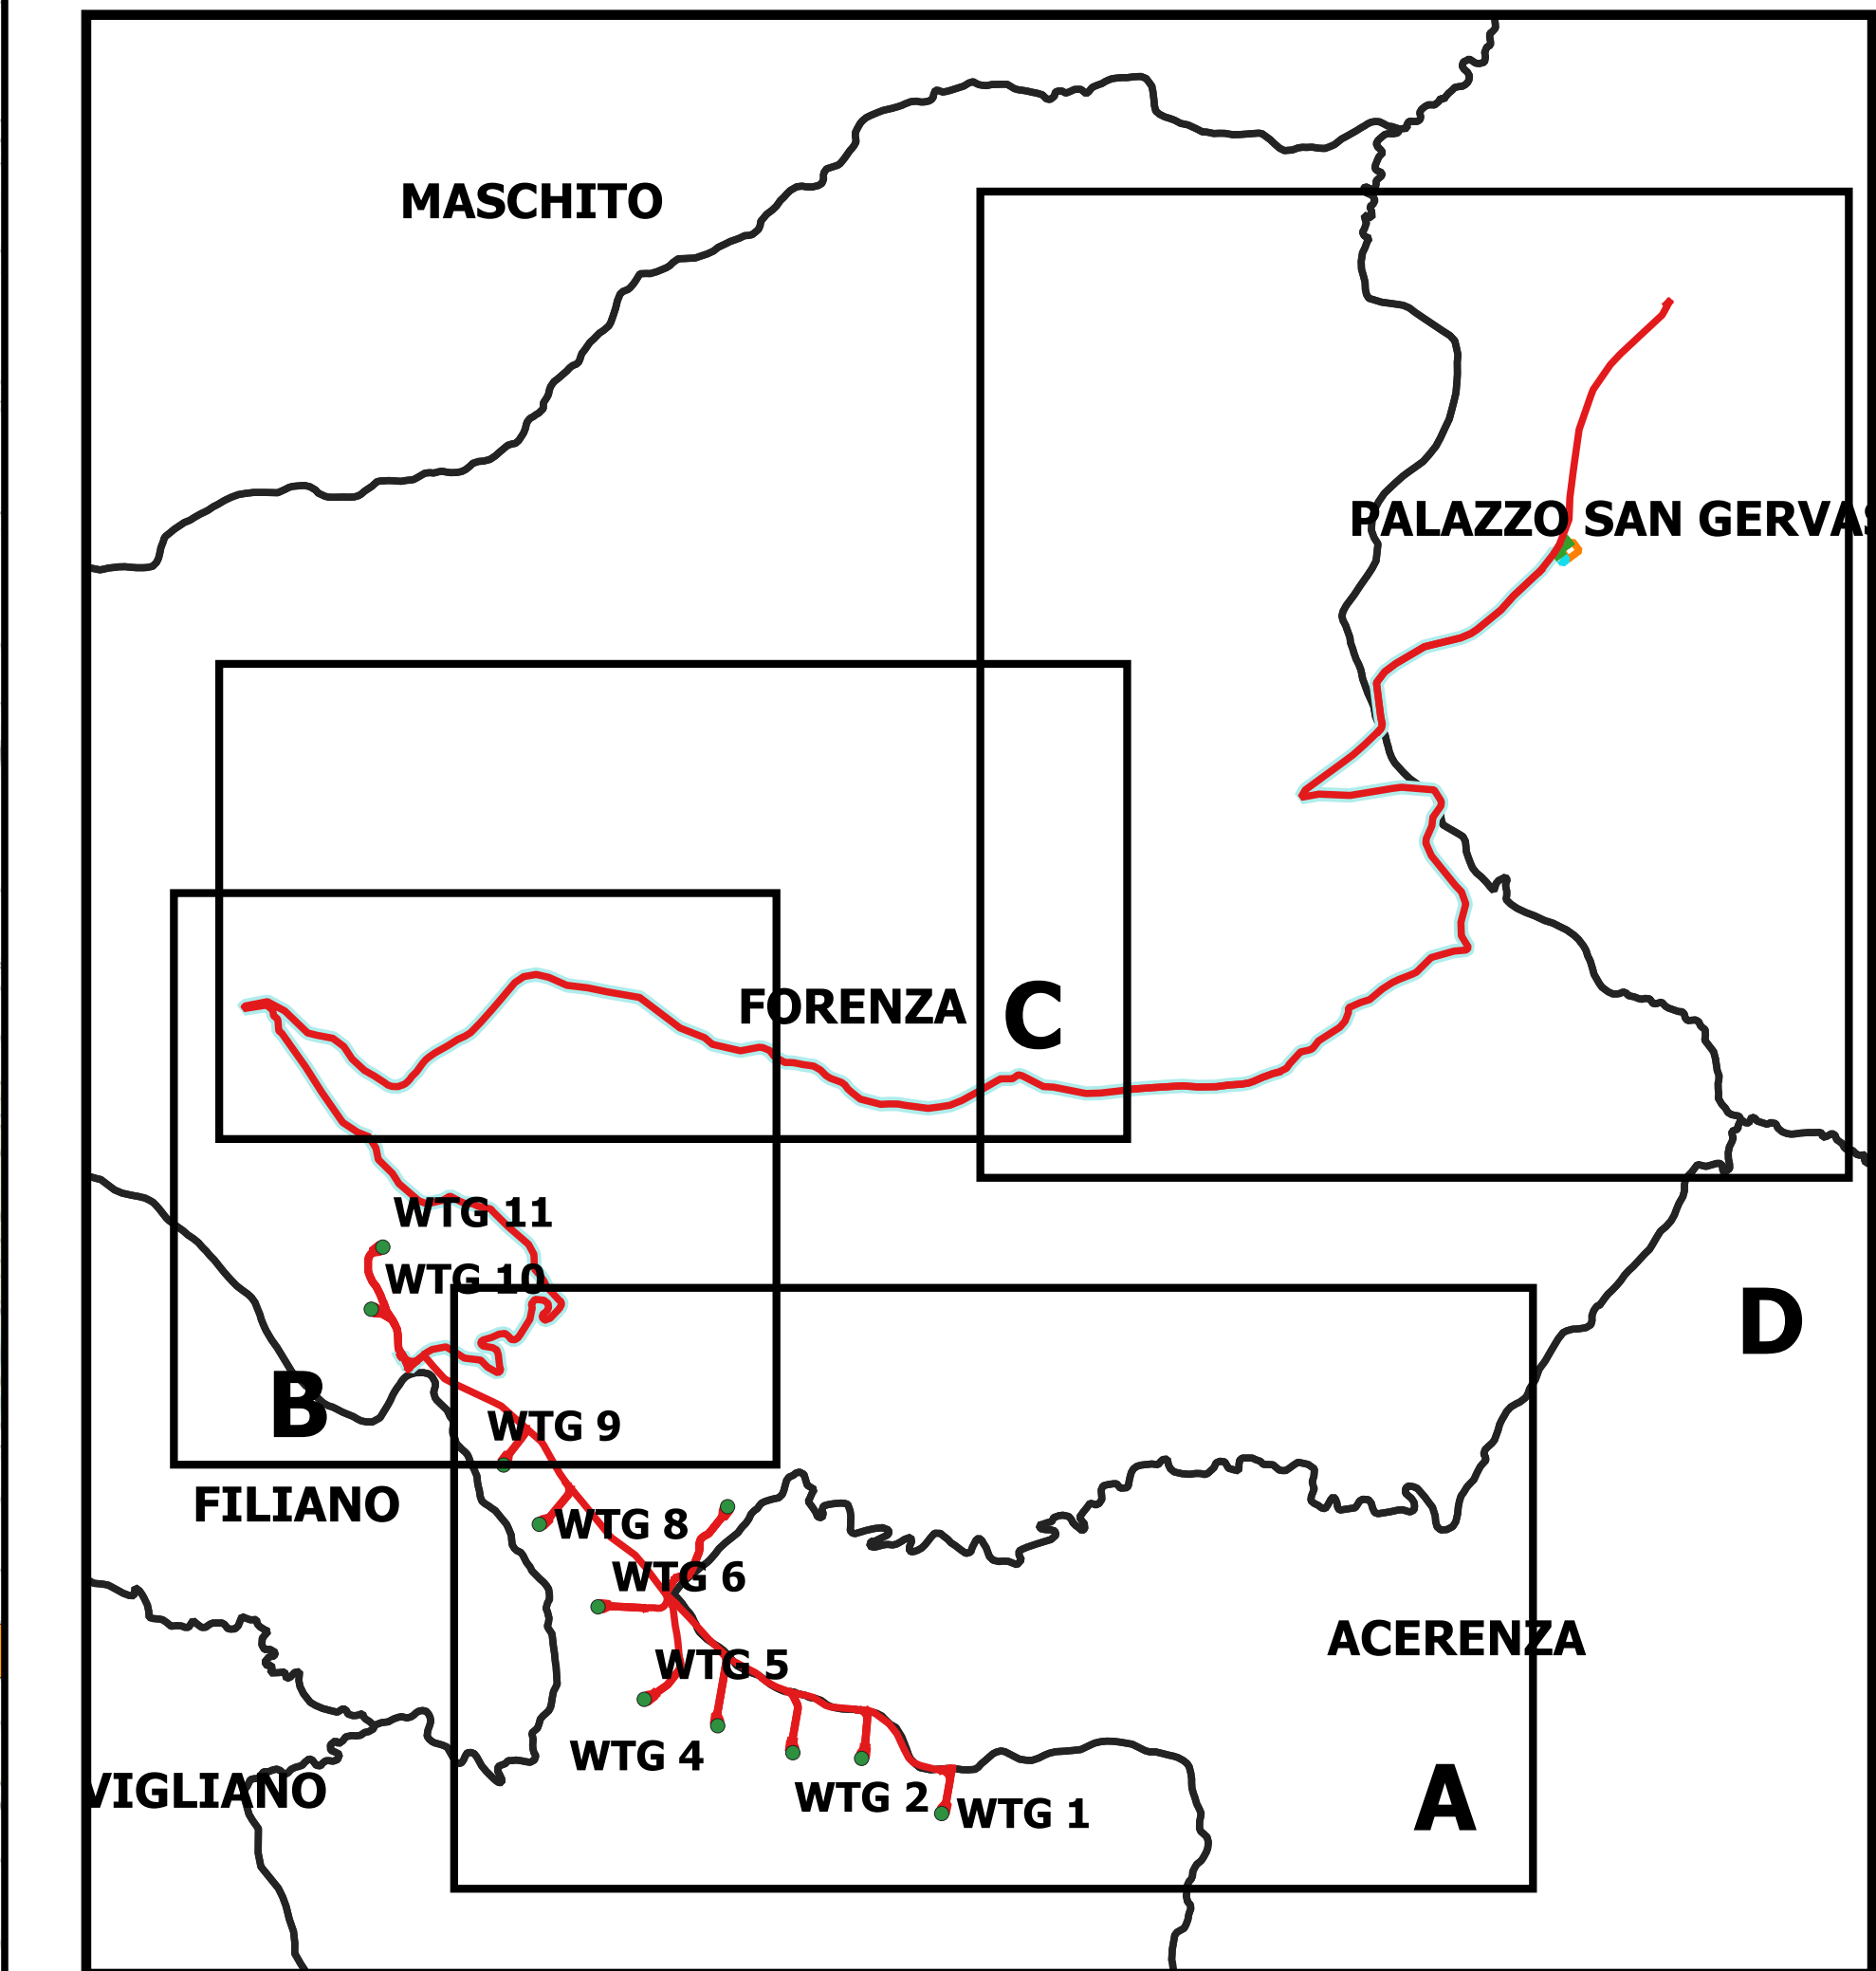 MASCHITO
PALAZZO SAN GERVAS
FORENZA
C
WTG 11
WTG 10
D
B
WTG 9
FILIANO
WTG 8
WTG 6
ACERENZA
WTG 5
WTG 4
VIGLIANO
WTG 2
WTG 1
A